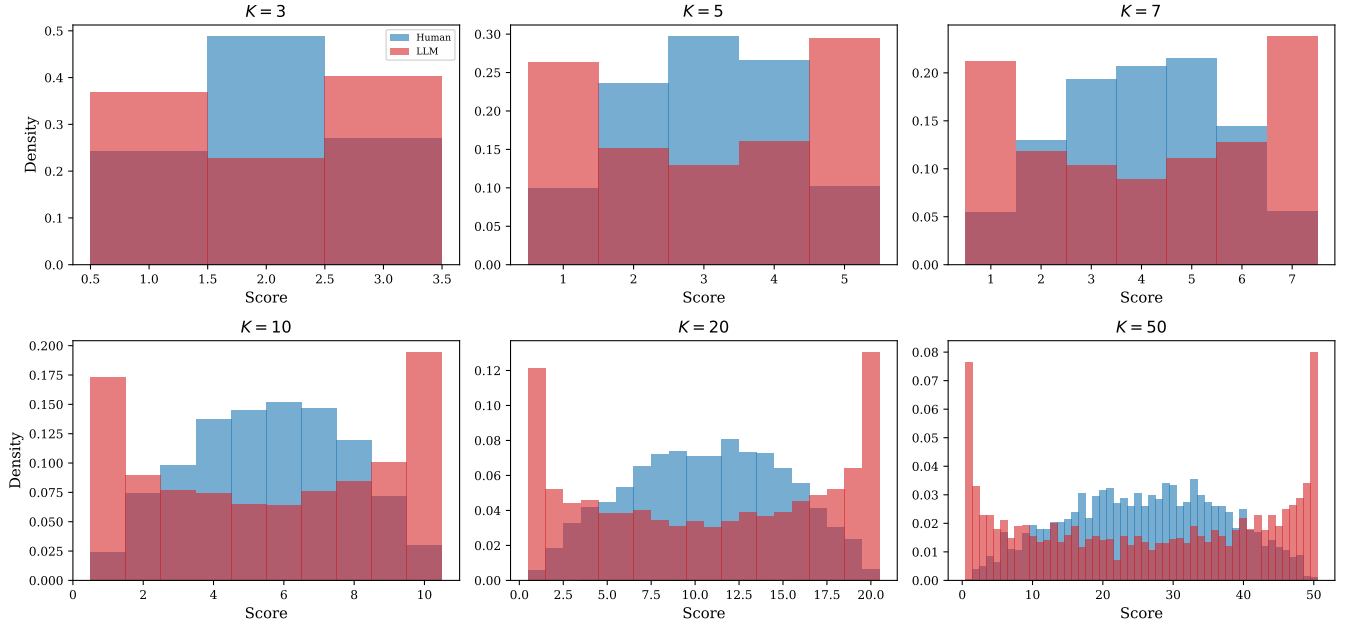 K = 3
K = 5
K = 7
Human
LLM
Density
0.5
0.4
0.3
0.2
0.1
0.0
0.5 1.0 1.5 2.0 2.5 3.0 3.5
Score
0.30
0.25
0.20
0.15
0.10
0.05
0.00
1 2 3 4 5
Score
0.20
0.15
0.10
0.05
0.00
1 2 3 4 5 6 7
Score
K = 10
K = 20
K = 50
Density
0.200
0.175
0.150
0.125
0.100
0.075
0.050
0.025
0.000
0 2 4 6 8 10
Score
0.12
0.10
0.08
0.06
0.04
0.02
0.00
0.0 2.5 5.0 7.5 10.0 12.5 15.0 17.5 20.0
Score
0.08
0.07
0.06
0.05
0.04
0.03
0.02
0.01
0.00
0 10 20 30 40 50
Score